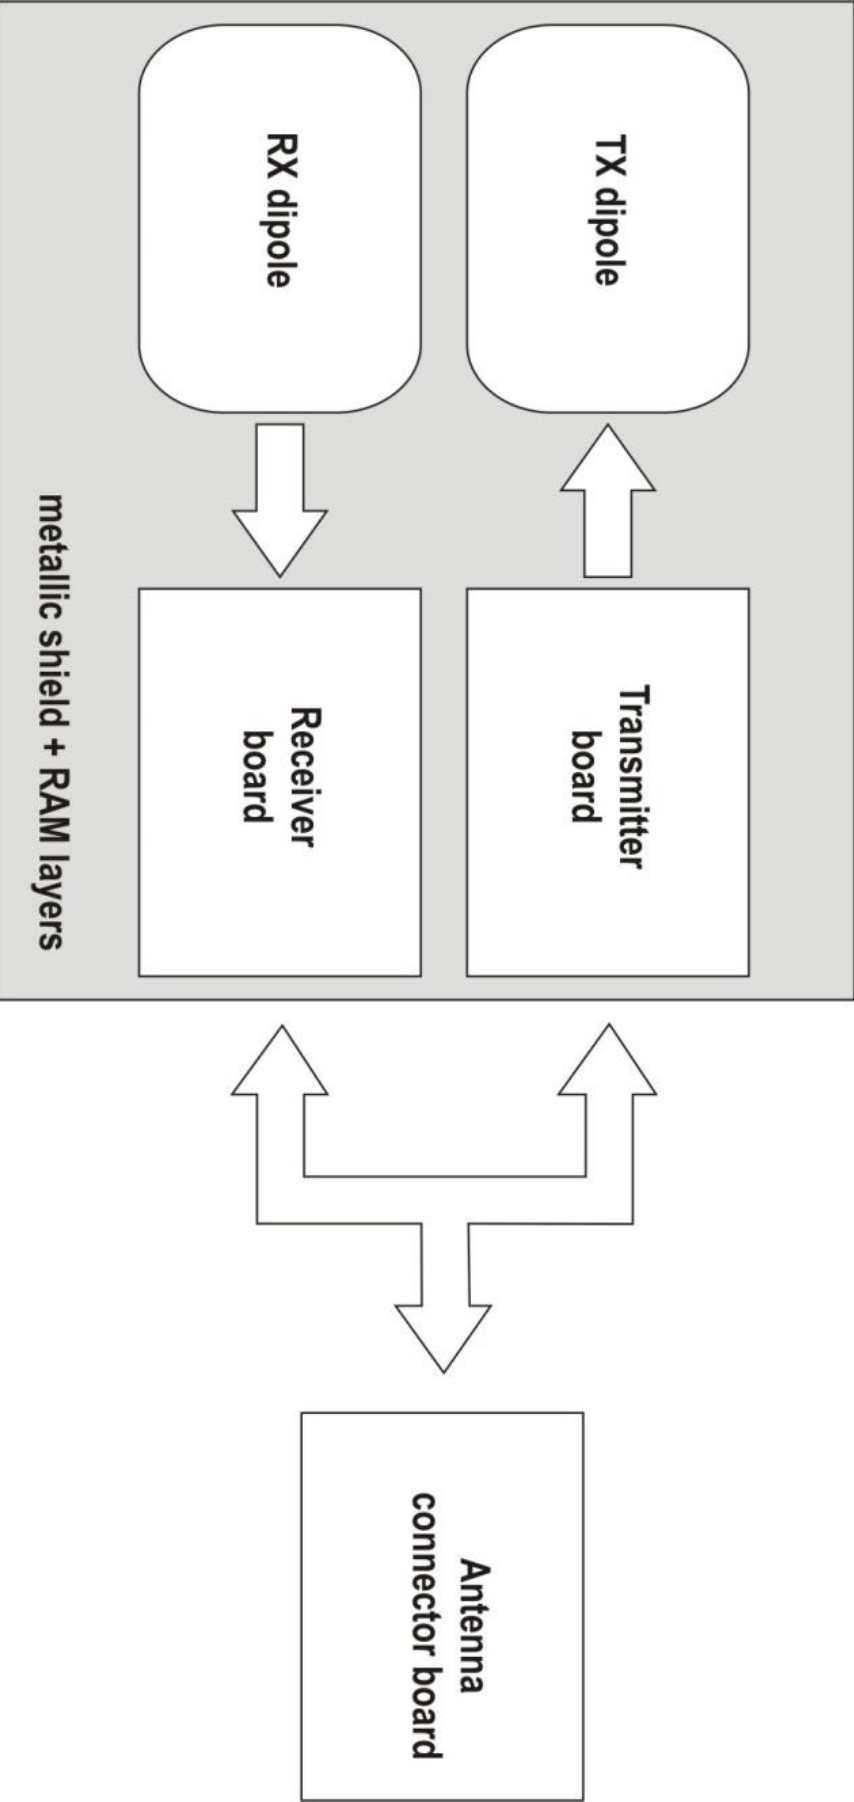 TX dipole
Transmitter
board
RX dipole
Receiver
board
Antenna
connector board
metallic shield + RAM layers